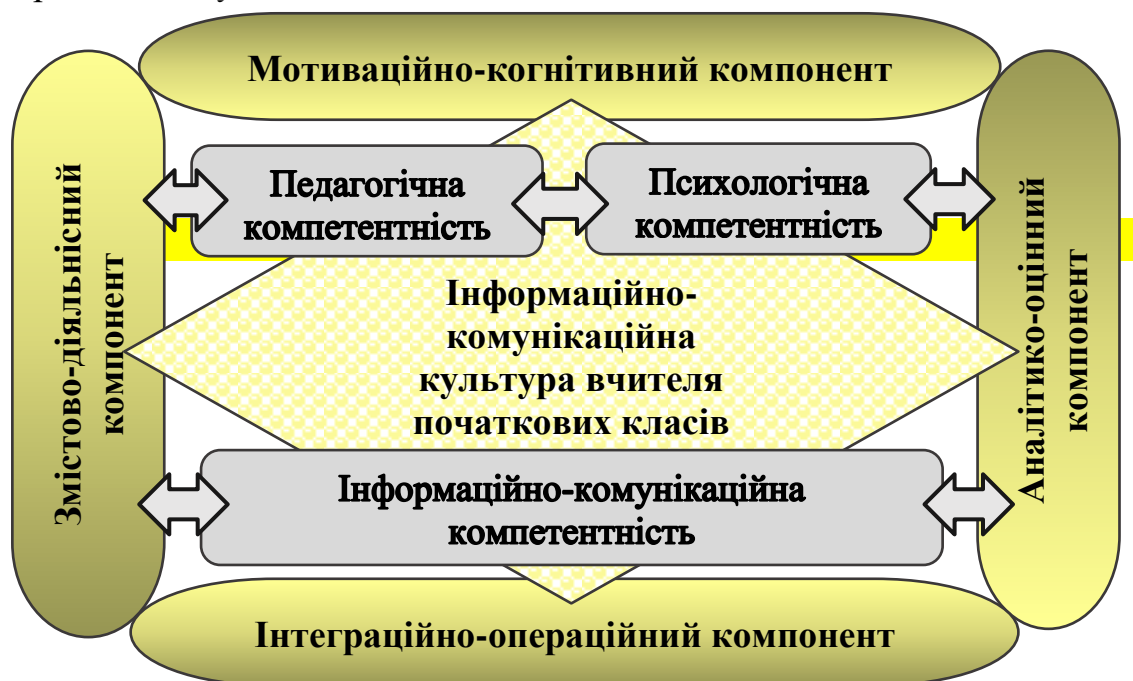 Мотиваційно-когнітивний компонент
Змістово-діяльнісний
компонент
Педагогічна
компетентність
Психологічна
компетентність
Аналітико-оцінний
компонент
Інформаційно-
комунікаційна
культура вчителя
початкових класів
Інформаційно-комунікаційна
компетентність
Інтеграційно-операційний компонент